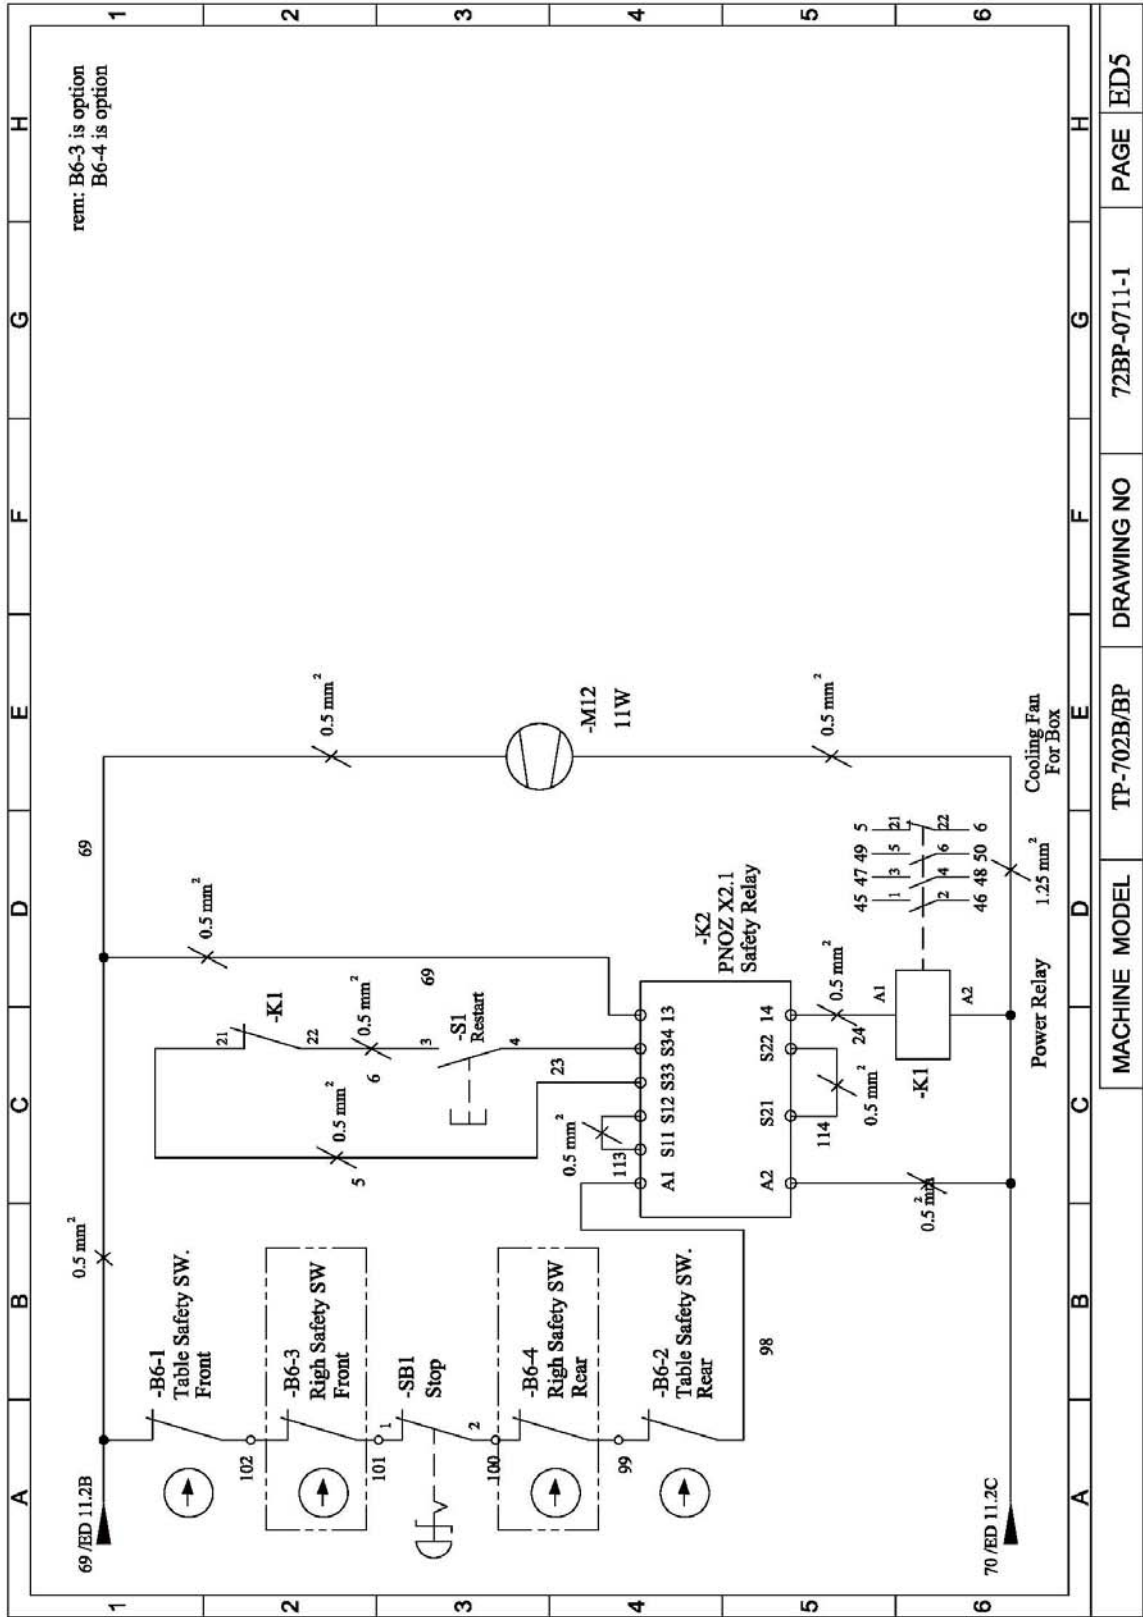 A B C D E F G H
1
2
3
4
5
6
1
2
3
4
5
6
A B C D E F G H
rem: B6-3 is option
B6-4 is option
69 /ED 11.2B
0.5 mm²
69
-B6-1
Table Safety SW.
Front
102
-B6-3
Righ Safety SW
Front
101
1
-SB1
Stop
2
100
-B6-4
Righ Safety SW
Rear
99
-B6-2
Table Safety SW.
Rear
98
0.5 mm²
5
21
-K1
22
0.5 mm²
6
3
-S1
Restart
4
23
0.5 mm²
69
0.5 mm²
-M12
11W
0.5 mm²
0.5 mm²
113
A1 S11 S12 S33 S34 13
-K2
PNOZ X2.1
Safety Relay
A2 S21 S22 14
114
0.5 mm²
0.5 mm²
24
0.5 mm²
A1
-K1
A2
45 47 49 5
1 3 5 21
2 4 6 22
46 48 50 6
1.25 mm²
Power Relay
Cooling Fan
For Box
70 /ED 11.2C
MACHINE MODEL TP-702B/BP DRAWING NO 72BP-0711-1 PAGE ED5